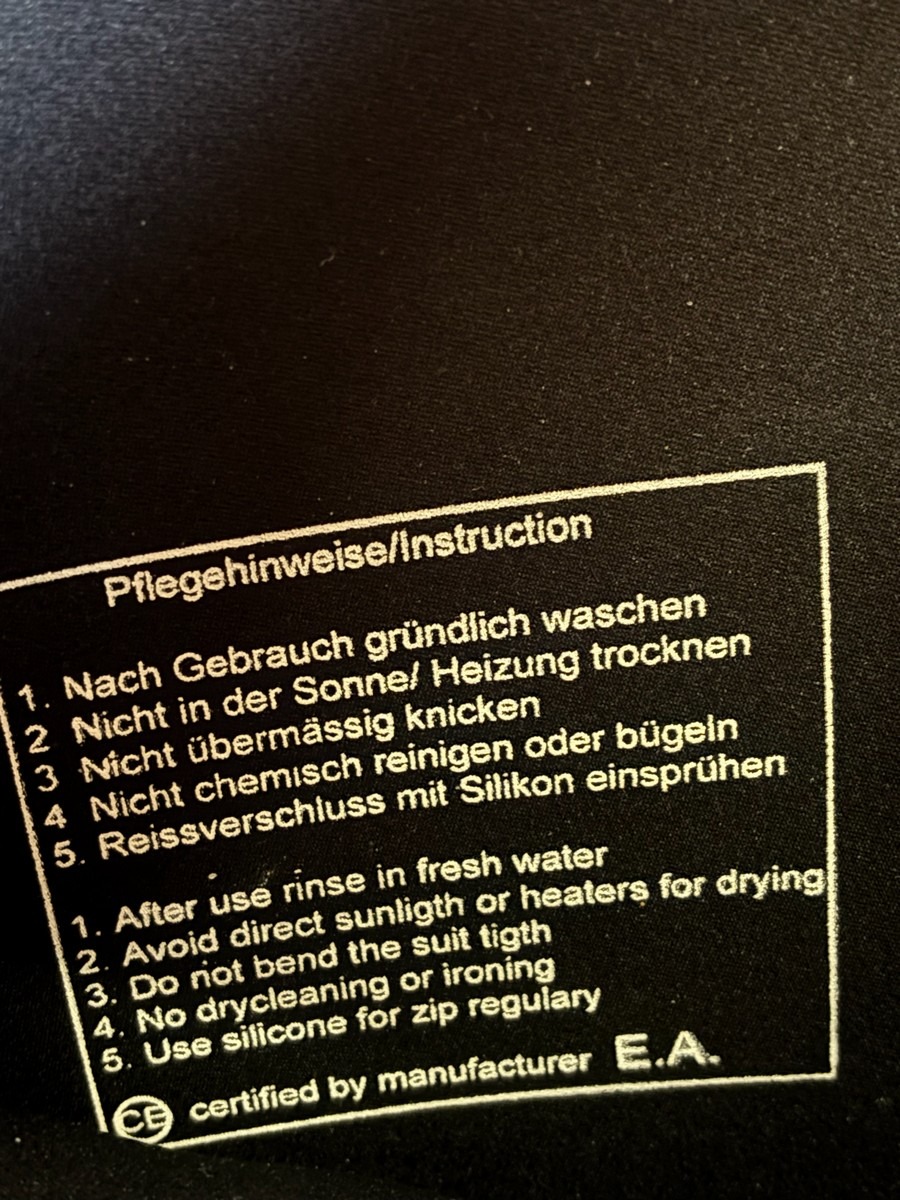 Pflegehinweise/Instruction
1. Nach Gebrauch gründlich waschen
2 Nicht in der Sonne/ Heizung trocknen
3 Nicht übermässig knicken
4 Nicht chemisch reinigen oder bügeln
5. Reissverschluss mit Silikon einsprühen
1. After use rinse in fresh water
2. Avoid direct sunligth or heaters for drying
3. Do not bend the suit tigth
4. No drycleaning or ironing
5. Use silicone for zip regulary
CE certified by manufacturer E.A.